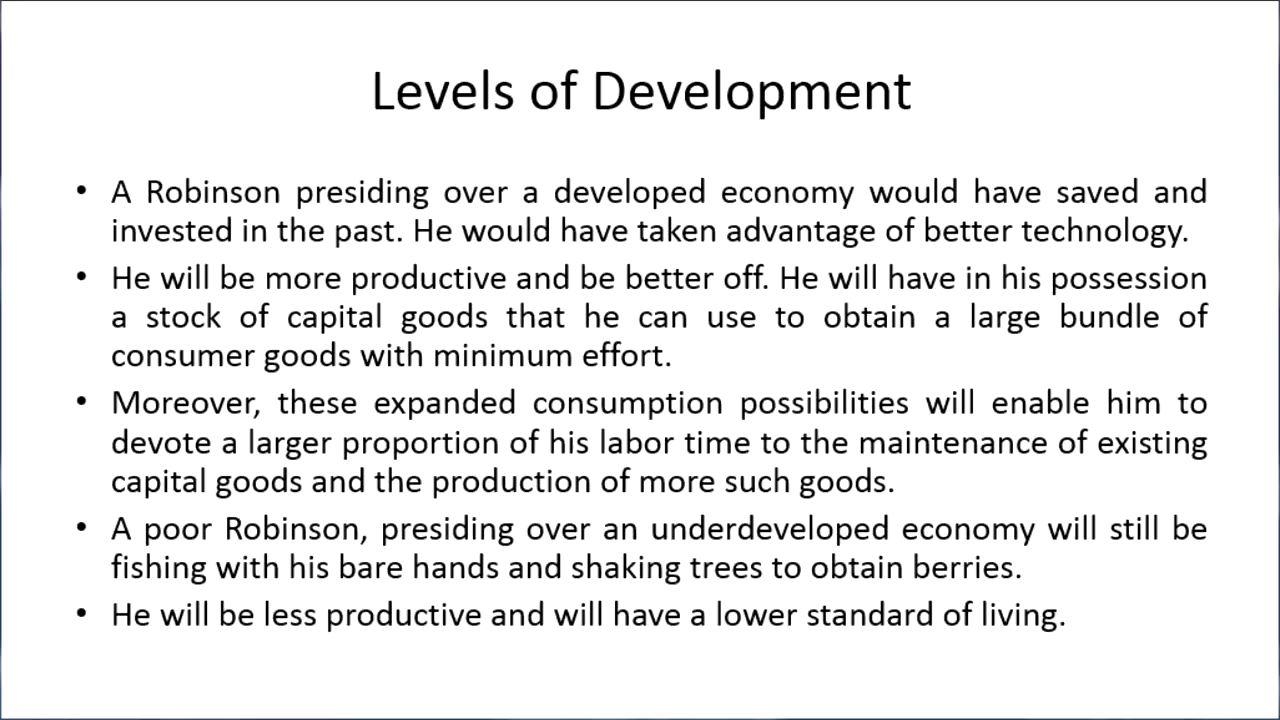 Levels of Development
• A Robinson presiding over a developed economy would have saved and
invested in the past. He would have taken advantage of better technology.
• He will be more productive and be better off. He will have in his possession
a stock of capital goods that he can use to obtain a large bundle of
consumer goods with minimum effort.
• Moreover, these expanded consumption possibilities will enable him to
devote a larger proportion of his labor time to the maintenance of existing
capital goods and the production of more such goods.
• A poor Robinson, presiding over an underdeveloped economy will still be
fishing with his bare hands and shaking trees to obtain berries.
• He will be less productive and will have a lower standard of living.